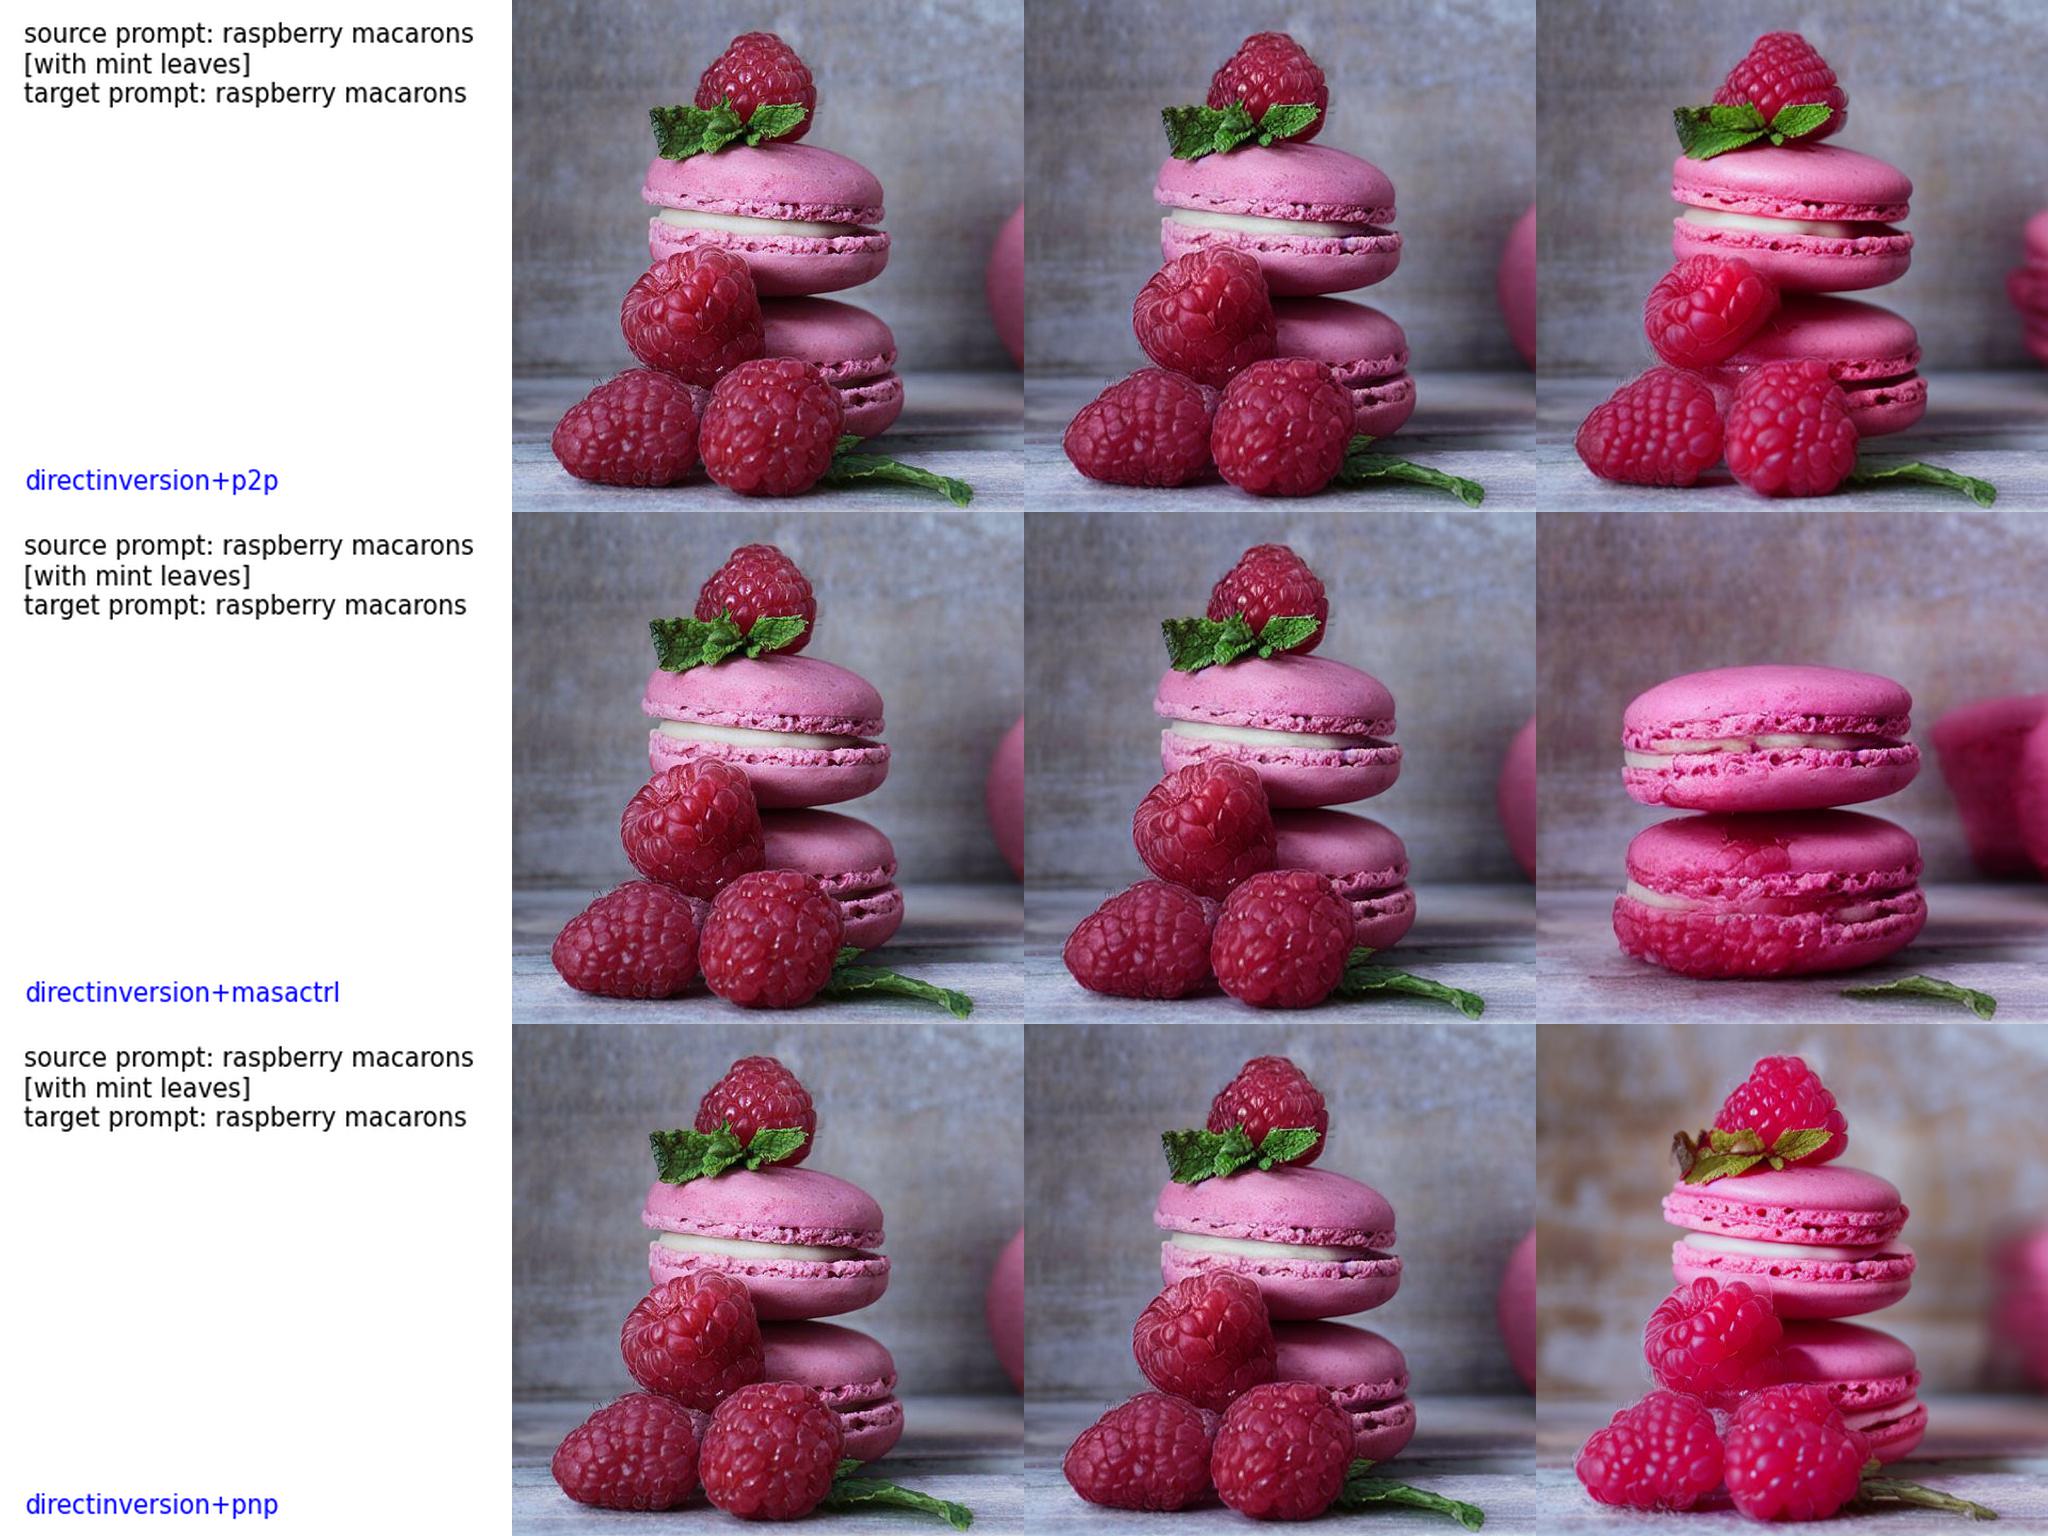 source prompt: raspberry macarons
[with mint leaves]
target prompt: raspberry macarons
directinversion+p2p
source prompt: raspberry macarons
[with mint leaves]
target prompt: raspberry macarons
directinversion+masactrl
source prompt: raspberry macarons
[with mint leaves]
target prompt: raspberry macarons
directinversion+pnp